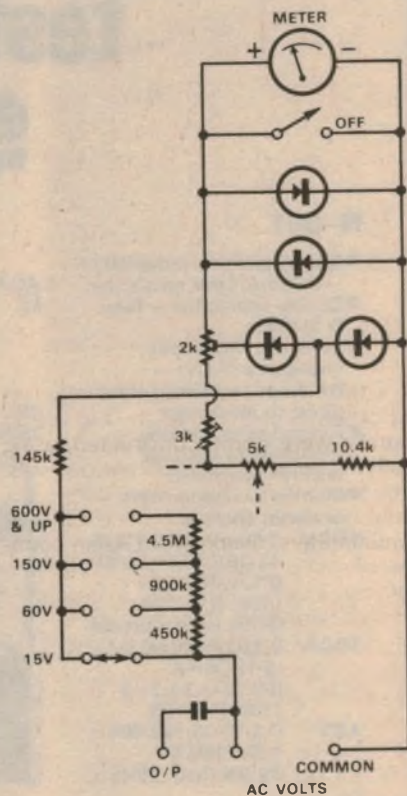 METER
+ −
OFF
2k
3k
5k 10.4k
145k
600V
& UP
4.5M
150V
900k
60V
450k
15V
O/P COMMON
AC VOLTS